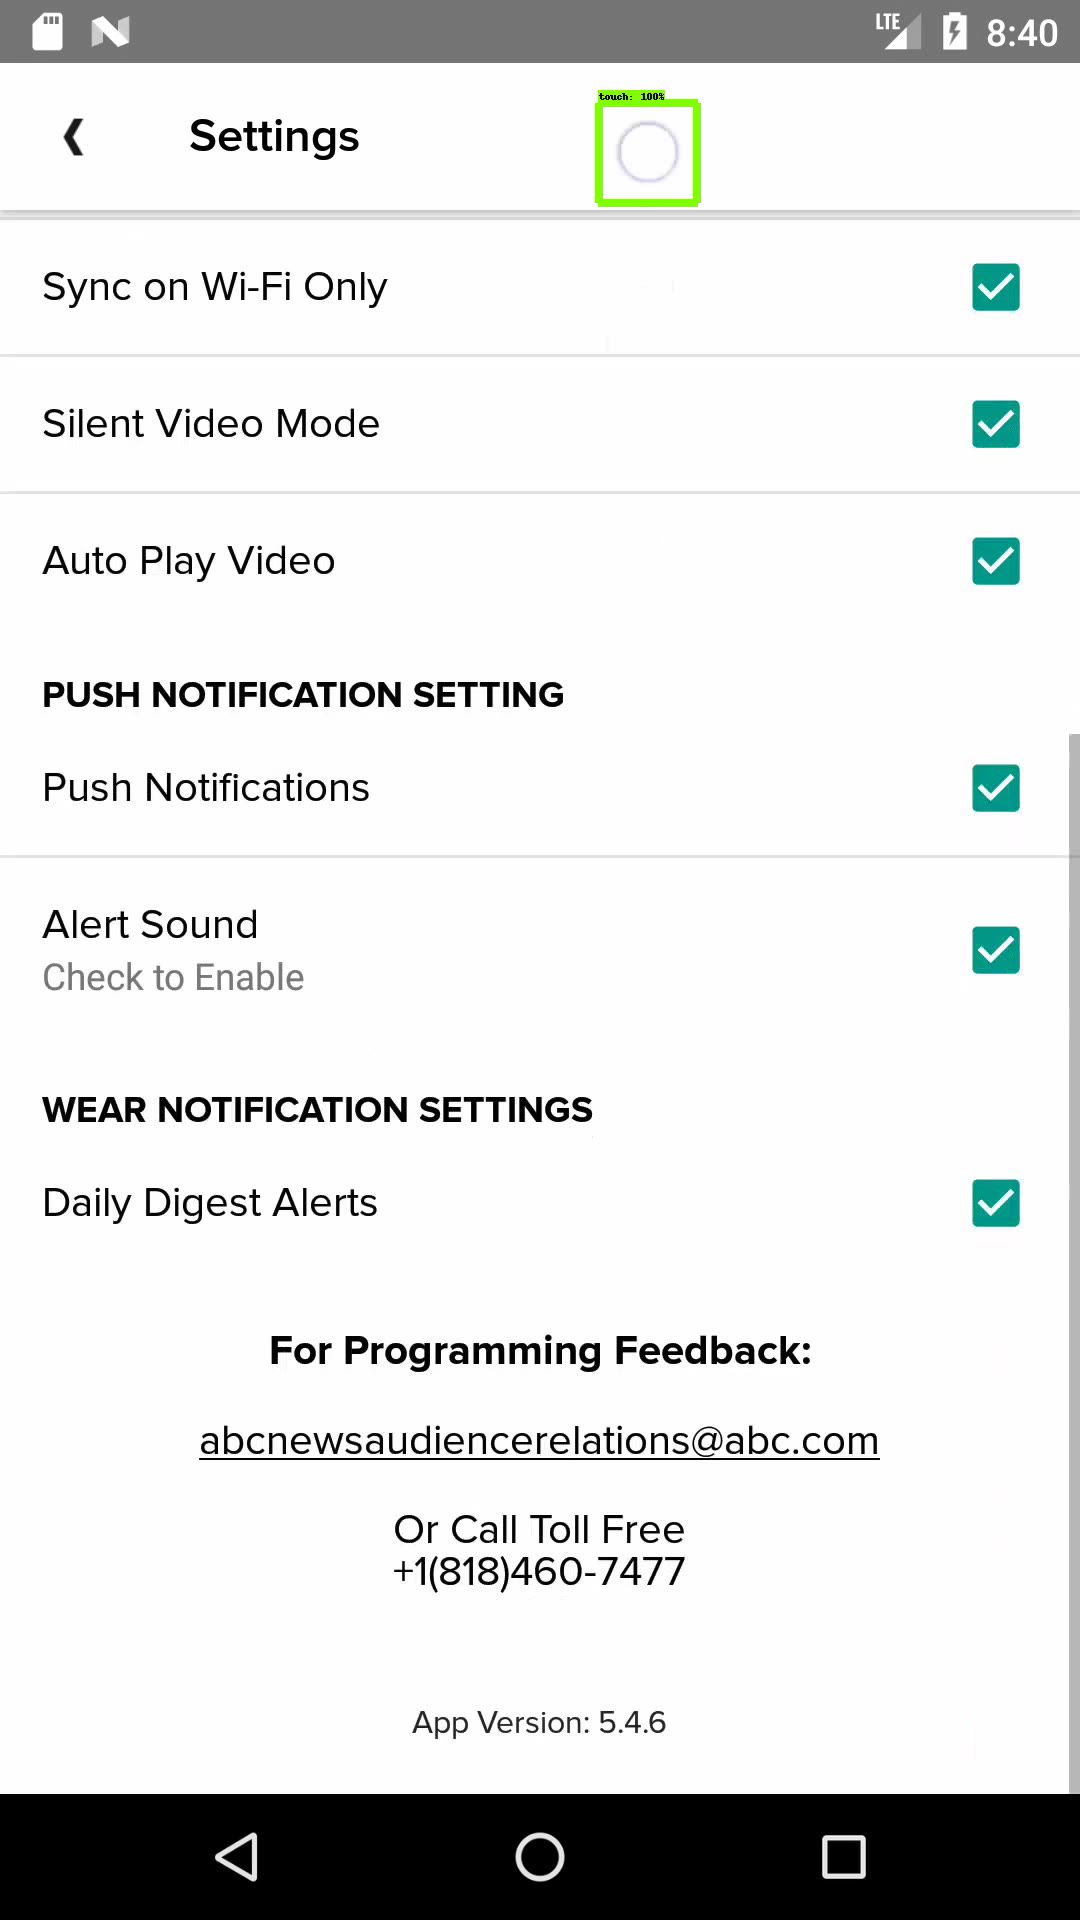 LTE 8:40
touch: 100%
Settings
Sync on Wi-Fi Only
Silent Video Mode
Auto Play Video
PUSH NOTIFICATION SETTING
Push Notifications
Alert Sound
Check to Enable
WEAR NOTIFICATION SETTINGS
Daily Digest Alerts
For Programming Feedback:
abcnewsaudiencerelations@abc.com
Or Call Toll Free
+1(818)460-7477
App Version: 5.4.6